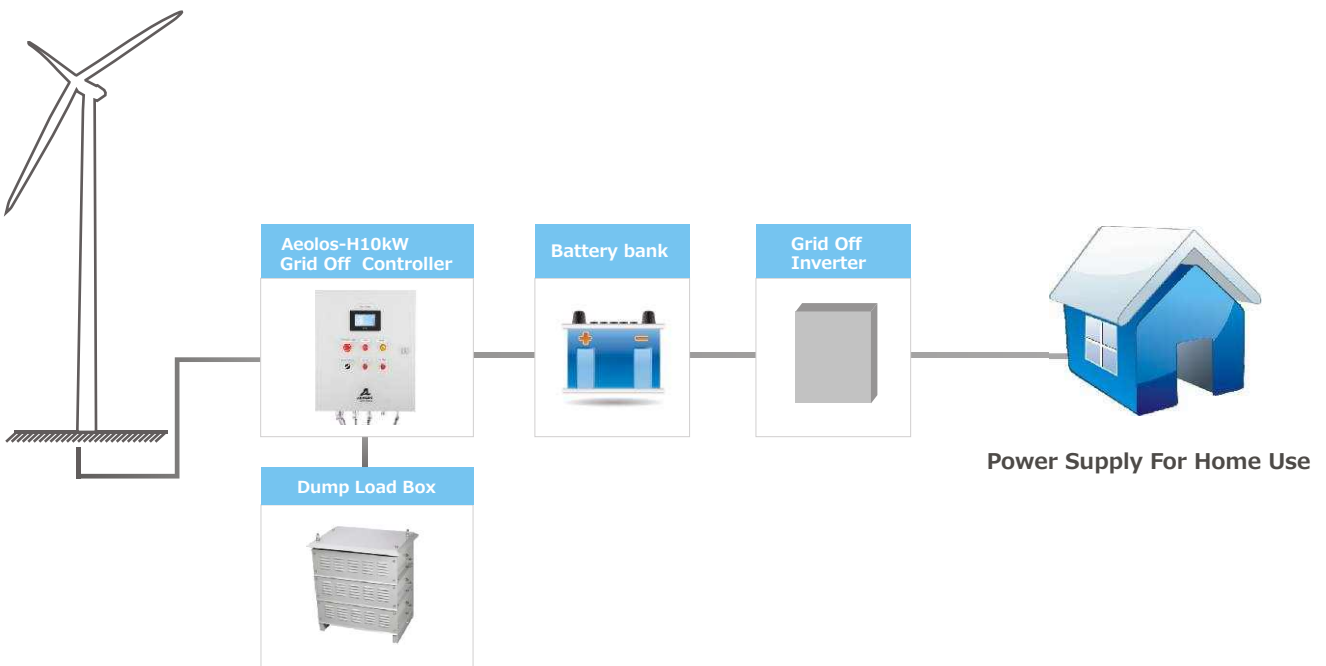 Aeolos-H10kW
Grid Off Controller
Battery bank
Grid Off
Inverter
Power Supply For Home Use
Dump Load Box